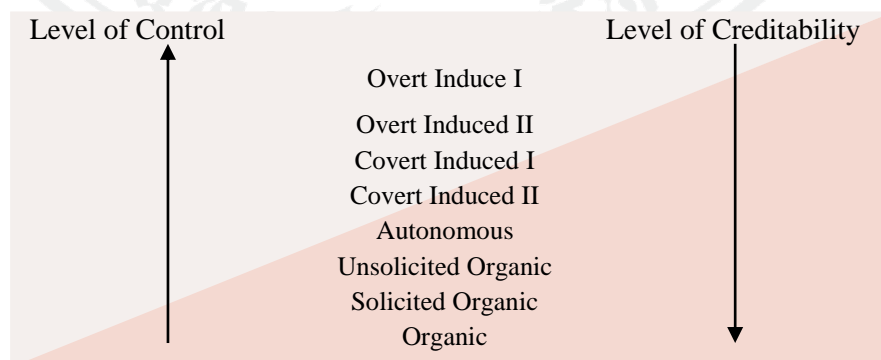 Level of Control Level of Creditability
Overt Induce I
Overt Induced II
Covert Induced I
Covert Induced II
Autonomous
Unsolicited Organic
Solicited Organic
Organic